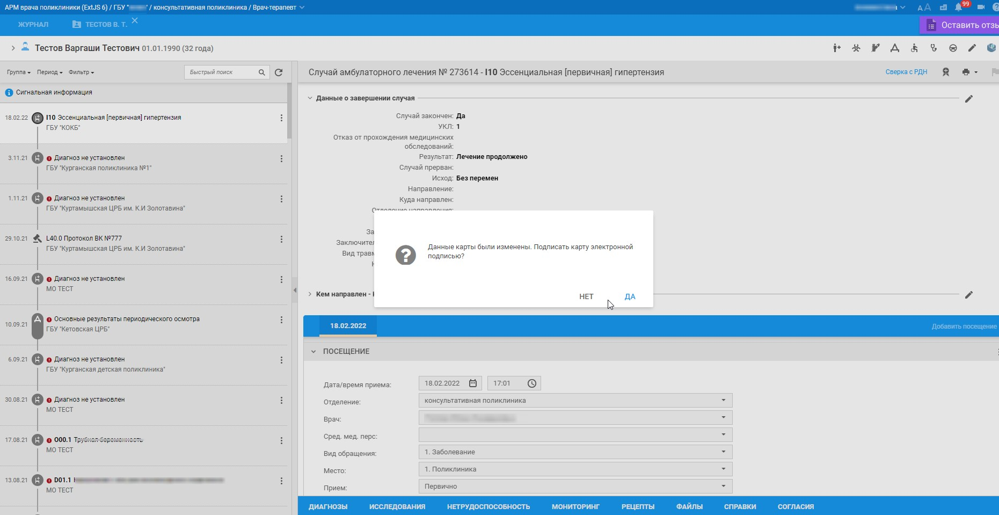 АРМ врача поликлиники (ExtJS 6) / ГБУ " " / консультативная поликлиника / Врач-терапевт
АА
99
ЖУРНАЛ
ТЕСТОВ В. Т.
Оставить отзы
Тестов Варгаши Тестович 01.01.1990 (32 года)
Группа
Период
Фильтр
Быстрый поиск
Случай амбулаторного лечения № 273614 - I10 Эссенциальная [первичная] гипертензия
Сверка с РДН
Сигнальная информация
18.02.22 I10 Эссенциальная [первичная] гипертензия
ГБУ "КОКБ"
3.11.21 Диагноз не установлен
ГБУ "Курганская поликлиника №1"
1.11.21 Диагноз не установлен
ГБУ "Куртамышская ЦРБ им. К.И Золотавина"
29.10.21 L40.0 Протокол ВК №777
ГБУ "Куртамышская ЦРБ им. К.И Золотавина"
16.09.21 Диагноз не установлен
МО ТЕСТ
10.09.21 Основные результаты периодического осмотра
ГБУ "Кетовская ЦРБ"
6.09.21 Диагноз не установлен
ГБУ "Курганская детская поликлиника"
30.08.21 Диагноз не установлен
МО ТЕСТ
17.08.21 O00.1 Трубная беременность
МО ТЕСТ
13.08.21 D01.1
МО ТЕСТ
Данные о завершении случая
Случай закончен: Да
УКЛ: 1
Отказ от прохождения медицинских
обследований:
Результат: Лечение продолжено
Случай прерван:
Исход: Без перемен
Направление:
Куда направлен:
Отделение направления:
За
Заключител
Вид травм
Данные карты были изменены. Подписать карту электронной
подписью?
НЕТ
ДА
Кем направлен -
18.02.2022
Добавить посещение
ПОСЕЩЕНИЕ
Дата/время приема: 18.02.2022 17:01
Отделение: консультативная поликлиника
Врач:
Сред. мед. перс:
Вид обращения: 1. Заболевание
Место: 1. Поликлиника
Прием: Первично
ДИАГНОЗЫ
ИССЛЕДОВАНИЯ
НЕТРУДОСПОСОБНОСТЬ
МОНИТОРИНГ
РЕЦЕПТЫ
ФАЙЛЫ
СПРАВКИ
СОГЛАСИЯ